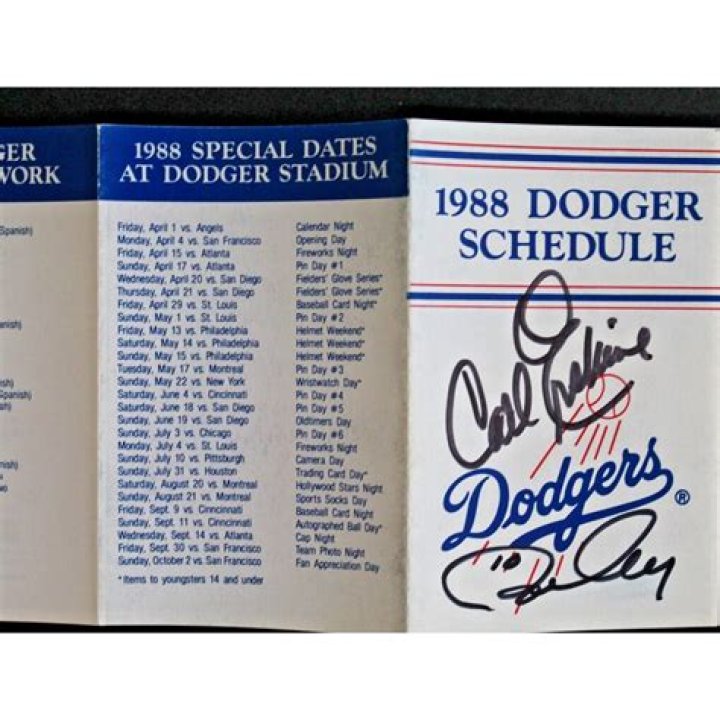 GER
WORK
Spanish)
Spanish)
Spanish)
1988 SPECIAL DATES
AT DODGER STADIUM
Friday, April 1 vs. Angels Calendar Night
Monday, April 4 vs. San Francisco Opening Day
Friday, April 15 vs. Atlanta Fireworks Night
Sunday, April 17 vs. Atlanta Pin Day #1
Wednesday, April 20 vs. San Diego Fielders' Glove Series*
Thursday, April 21 vs. San Diego Fielders' Glove Series*
Friday, April 29 vs. St. Louis Baseball Card Night*
Sunday, May 1 vs. St. Louis Pin Day #2
Friday, May 13 vs. Philadelphia Helmet Weekend*
Saturday, May 14 vs. Philadelphia Helmet Weekend*
Sunday, May 15 vs. Philadelphia Helmet Weekend*
Tuesday, May 17 vs. Montreal Pin Day #3
Sunday, May 22 vs. New York Wristwatch Day*
Saturday, June 4 vs. Cincinnati Pin Day #4
Saturday, June 18 vs. San Diego Pin Day #5
Sunday, June 19 vs. San Diego Oldtimers Day
Sunday, July 3 vs. Chicago Pin Day #6
Monday, July 4 vs. St. Louis Fireworks Night
Sunday, July 10 vs. Pittsburgh Camera Day
Sunday, July 31 vs. Houston Trading Card Day*
Saturday, August 20 vs. Montreal Hollywood Stars Night
Sunday, August 21 vs. Montreal Sports Socks Day
Friday, Sept. 9 vs. Cincinnati Baseball Card Night
Sunday, Sept. 11 vs. Cincinnati Autographed Ball Day*
Wednesday, Sept. 14 vs. Atlanta Cap Night
Friday, Sept. 30 vs. San Francisco Team Photo Night
Sunday, October 2 vs. San Francisco Fan Appreciation Day
*Items to youngsters 14 and under
1988 DODGER
SCHEDULE
Carl Erskine
Dodgers ®
"10